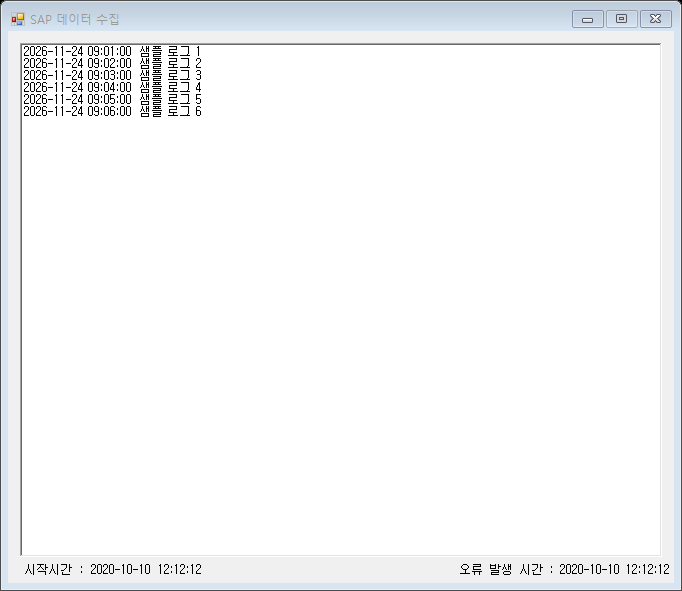 SAP 데이터 수집
2026-11-24 09:01:00 샘플 로그 1
2026-11-24 09:02:00 샘플 로그 2
2026-11-24 09:03:00 샘플 로그 3
2026-11-24 09:04:00 샘플 로그 4
2026-11-24 09:05:00 샘플 로그 5
2026-11-24 09:06:00 샘플 로그 6
시작시간 : 2020-10-10 12:12:12
오류 발생 시간 : 2020-10-10 12:12:12